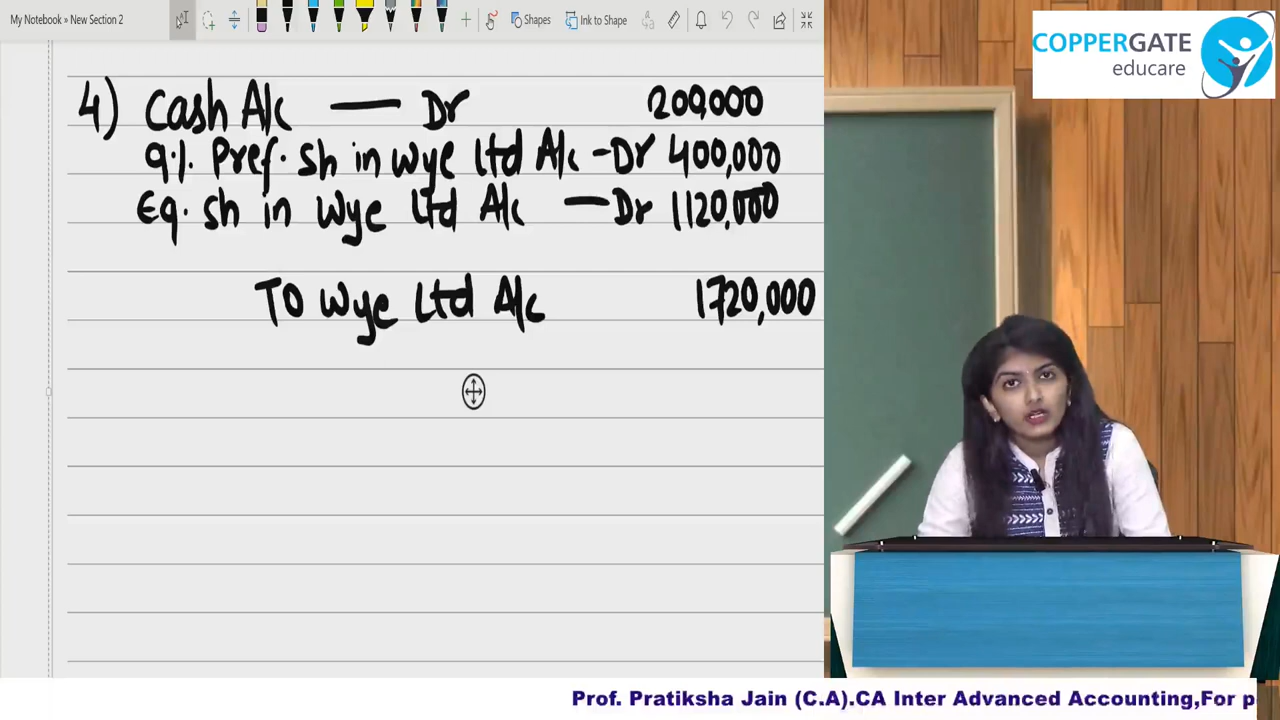 My Notebook » New Section 2
Shapes
Ink to Shape
COPPERGATE
educare
4) Cash A/c — Dr 200,000
9%. Pref. Sh in Wye Ltd A/c - Dr 400,000
Eq. Sh in Wye Ltd A/c — Dr 1120,000
TO Wye Ltd A/c 1720,000
Prof. Pratiksha Jain (C.A).CA Inter Advanced Accounting,For p